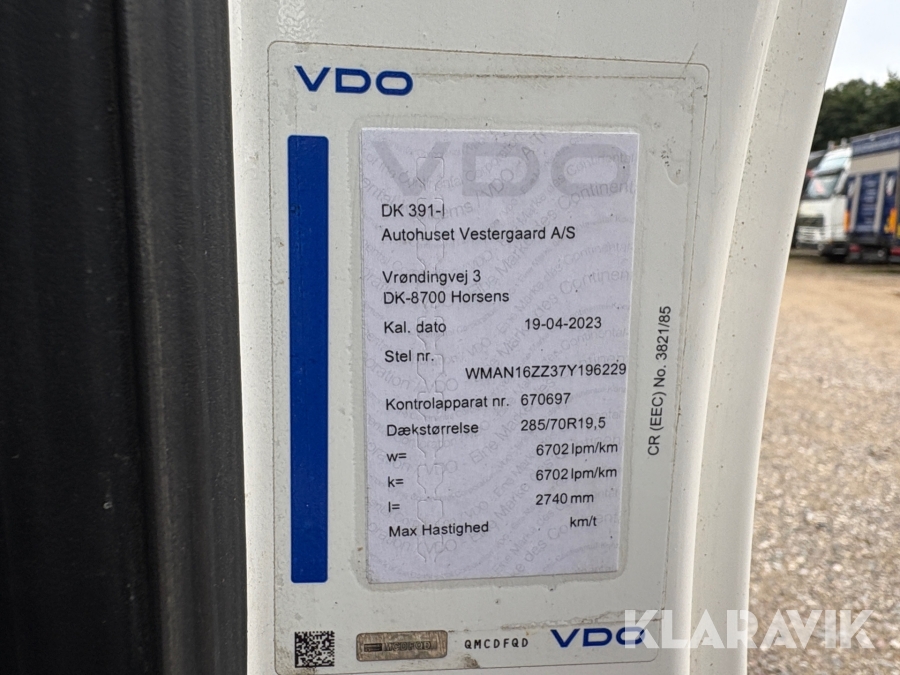 VDO
DK 391-I
Autohuset Vestergaard A/S
Vrøndingvej 3
DK-8700 Horsens
Kal. dato 19-04-2023
Stel nr.
WMAN16ZZ37Y196229
Kontrolapparat nr. 670697
Dækstørrelse 285/70R19,5
w= 6702 Ipm/km
k= 6702 Ipm/km
l= 2740 mm
Max Hastighed km/t
CR (EEC) No. 3821/85
QMCDFQD
VDO
KLARAVIK